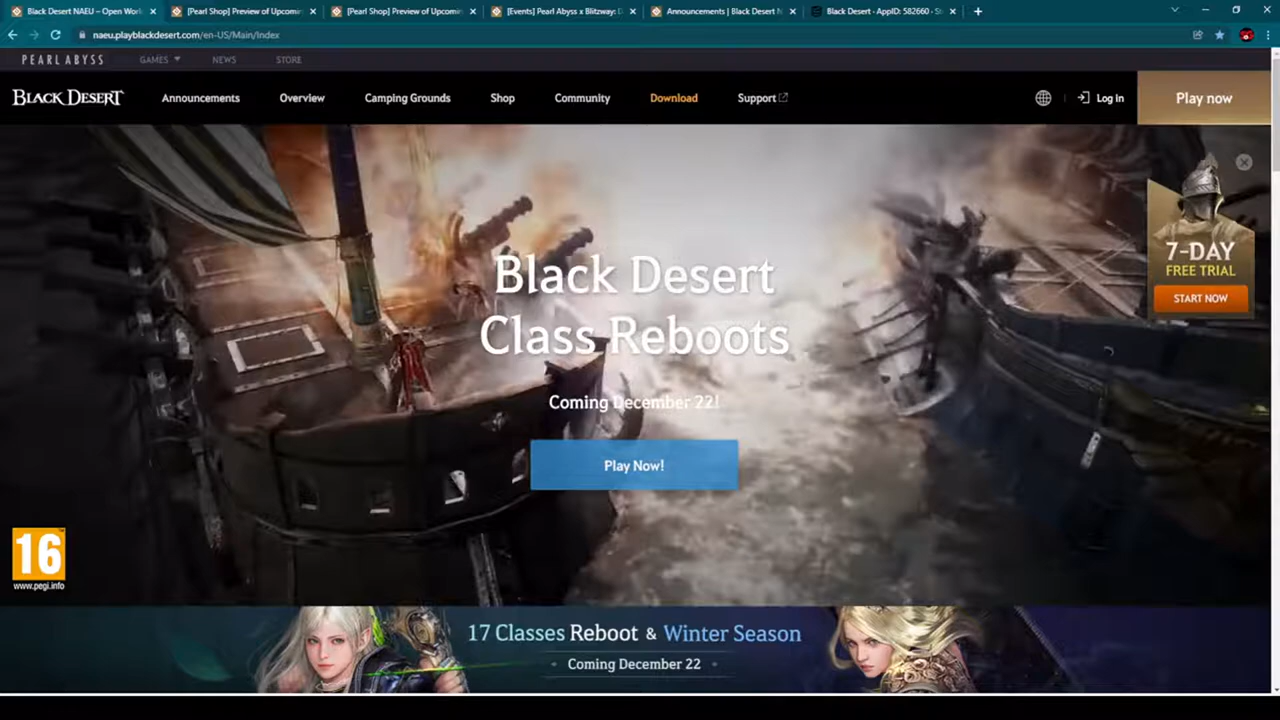 Black Desert NAEU – Open Worl
[Pearl Shop] Preview of Upcomin
[Pearl Shop] Preview of Upcomin
[Events] Pearl Abyss x Blitzway: D
Announcements | Black Desert N
Black Desert - AppID: 582660 - St
naeu.playblackdesert.com/en-US/Main/Index
PEARL ABYSS
GAMES
NEWS
STORE
BLACK DESERT
Announcements
Overview
Camping Grounds
Shop
Community
Download
Support
Log in
Play now
7-DAY
FREE TRIAL
START NOW
Black Desert
Class Reboots
Coming December 22!
Play Now!
16
www.pegi.info
17 Classes Reboot & Winter Season
Coming December 22